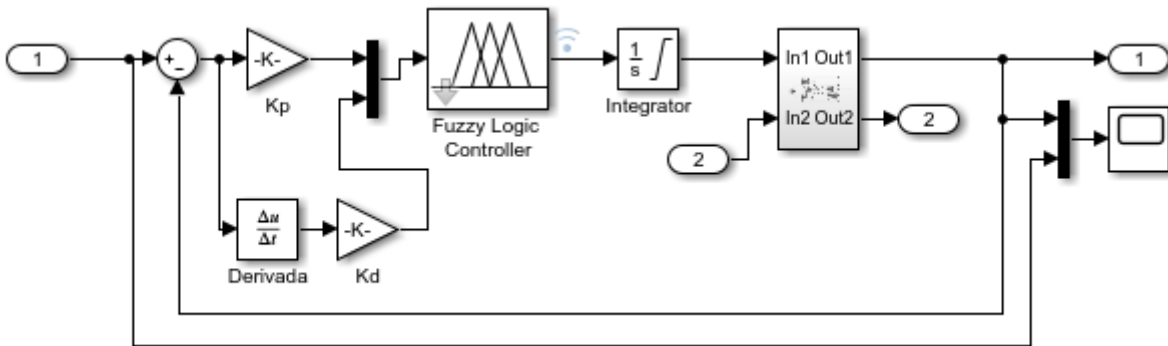 1
+
−
-K-
Kp
Δu
Δt
Derivada
-K-
Kd
Fuzzy Logic
Controller
1
s
Integrator
2
In1 Out1
In2 Out2
1
2